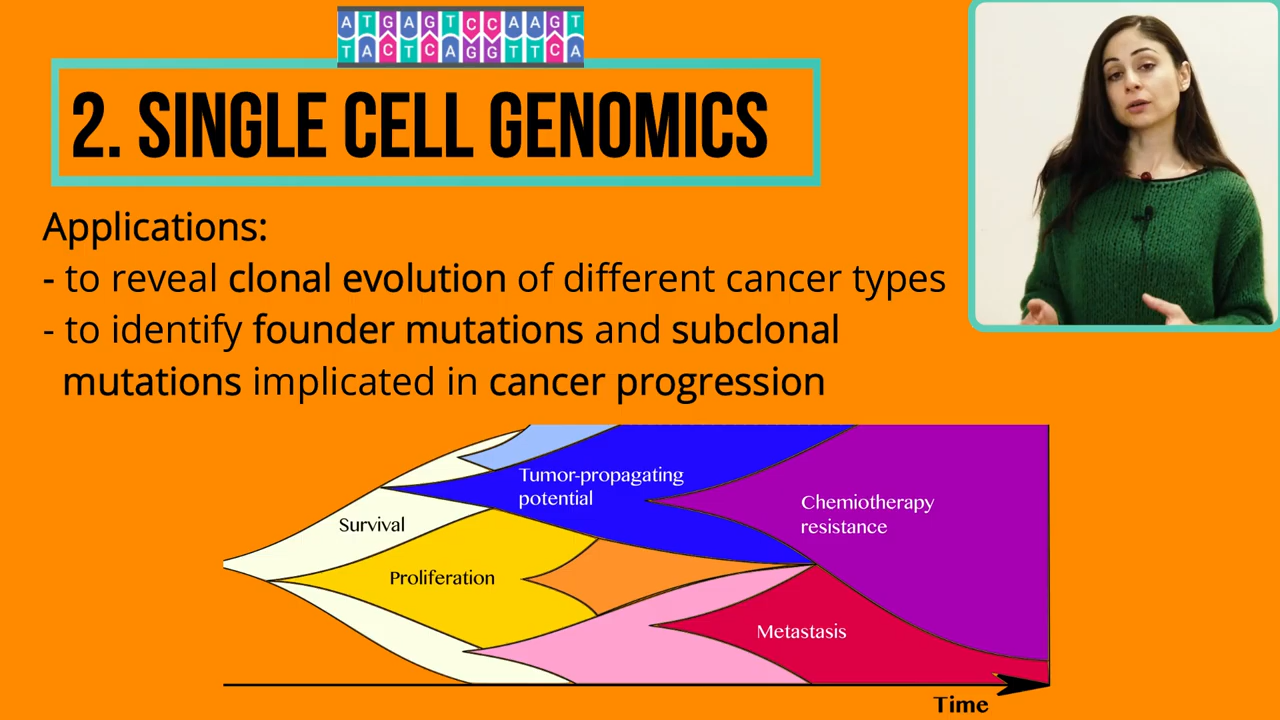 ATGAGTCCAAGT
TACTCAGGTTCA
2. SINGLE CELL GENOMICS
Applications:
- to reveal clonal evolution of different cancer types
- to identify founder mutations and subclonal
mutations implicated in cancer progression
Tumor-propagating
potential
Chemiotherapy
resistance
Survival
Proliferation
Metastasis
Time